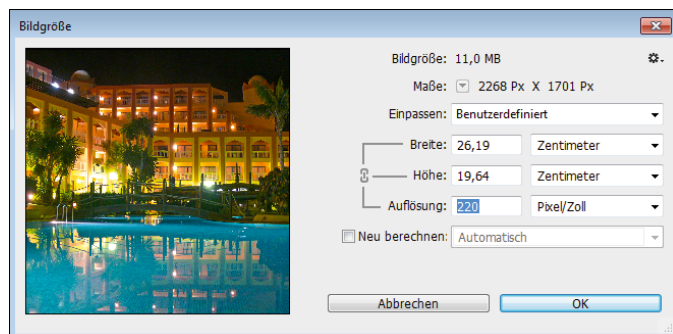 Bildgröße
Bildgröße: 11,0 MB
Maße: 2268 Px X 1701 Px
Einpassen: Benutzerdefiniert
Breite: 26,19 Zentimeter
Höhe: 19,64 Zentimeter
Auflösung: 220 Pixel/Zoll
Neu berechnen: Automatisch
Abbrechen OK